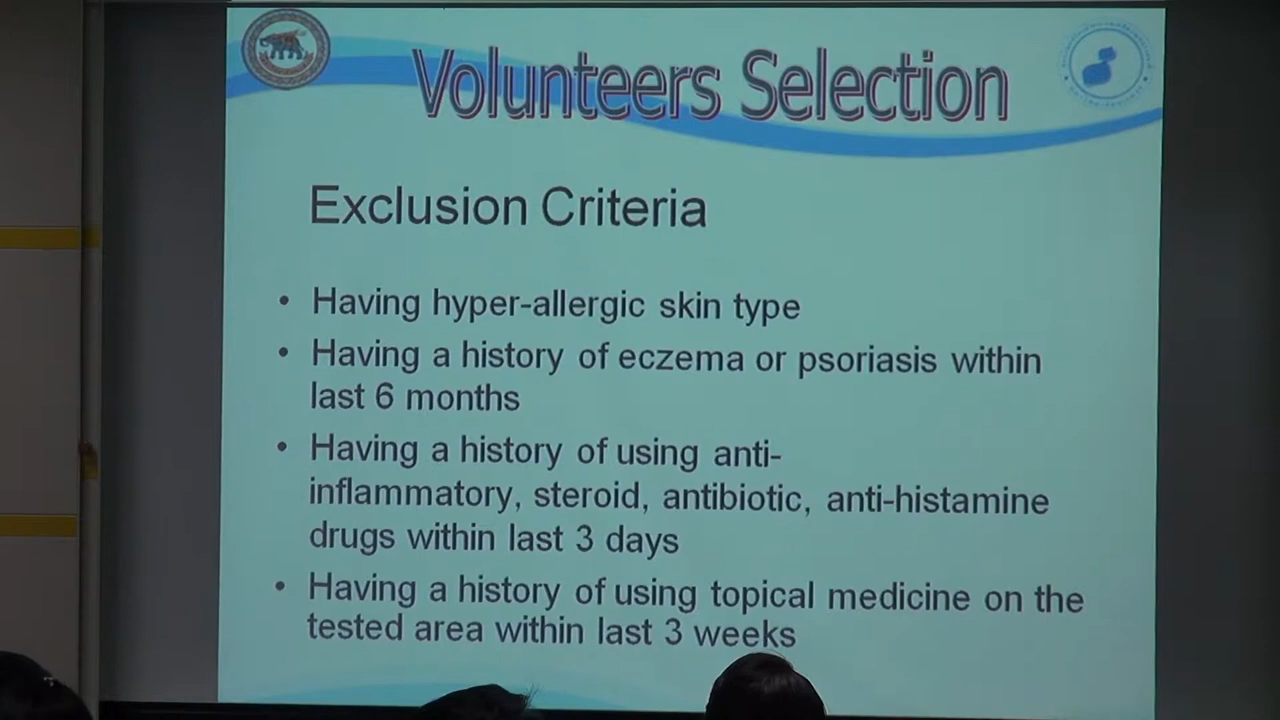 Volunteers Selection
Exclusion Criteria
• Having hyper-allergic skin type
• Having a history of eczema or psoriasis within
last 6 months
• Having a history of using anti-
inflammatory, steroid, antibiotic, anti-histamine
drugs within last 3 days
• Having a history of using topical medicine on the
tested area within last 3 weeks